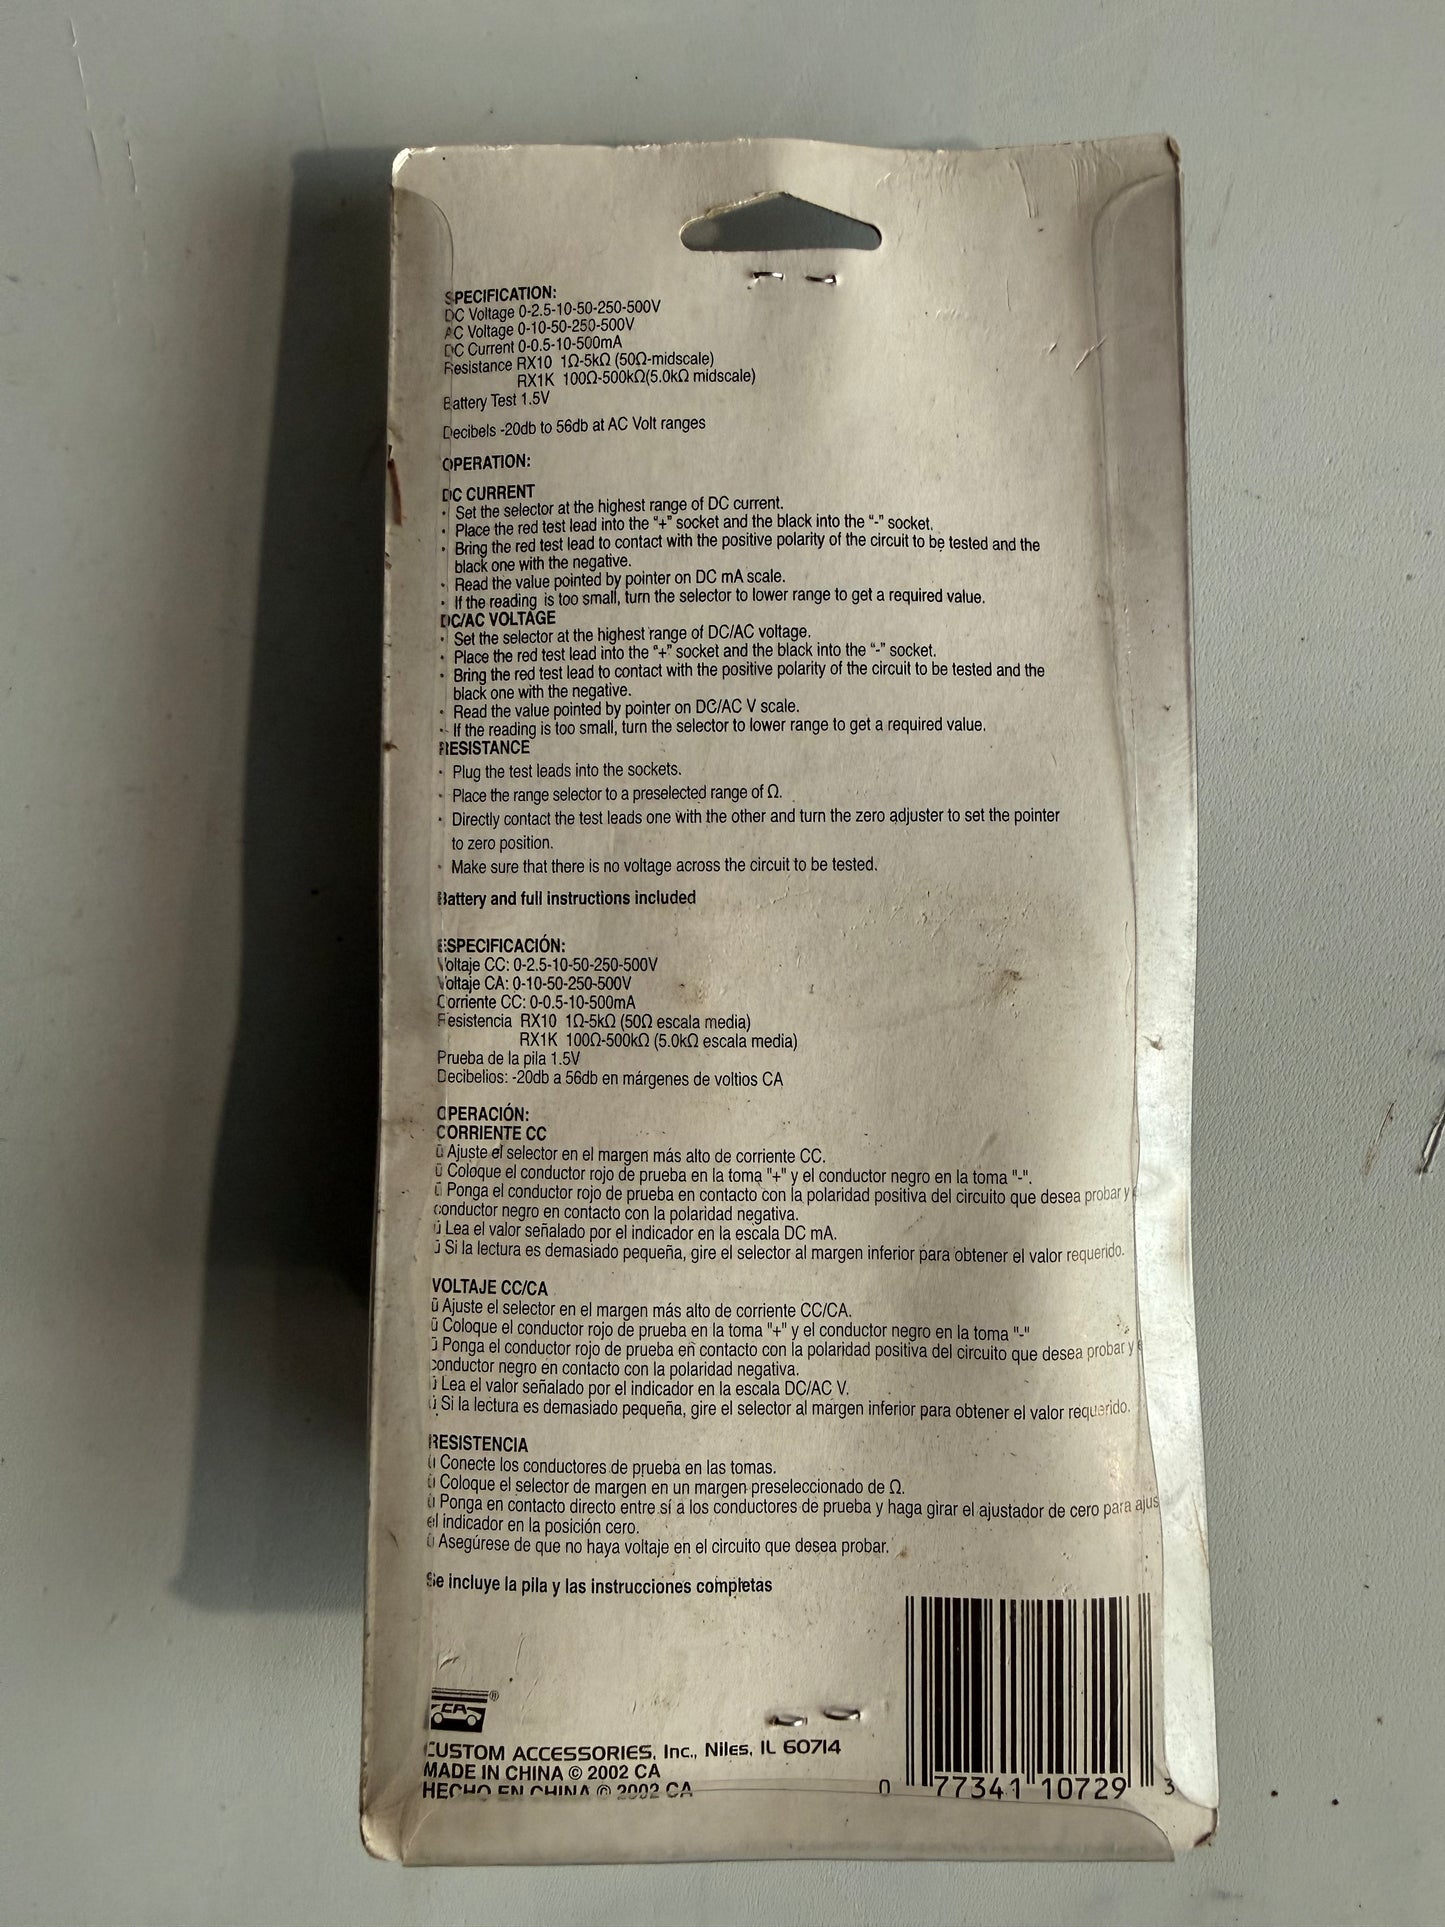 SPECIFICATION:
DC Voltage 0-2.5-10-50-250-500V
AC Voltage 0-10-50-250-500V
DC Current 0-0.5-10-500mA
Resistance RX10 1Ω-5kΩ (50Ω-midscale)
RX1K 100Ω-500kΩ(5.0kΩ midscale)
Battery Test 1.5V
Decibels -20db to 56db at AC Volt ranges
OPERATION:
DC CURRENT
· Set the selector at the highest range of DC current.
· Place the red test lead into the "+" socket and the black into the "-" socket.
· Bring the red test lead to contact with the positive polarity of the circuit to be tested and the
black one with the negative.
· Read the value pointed by pointer on DC mA scale.
· If the reading is too small, turn the selector to lower range to get a required value.
DC/AC VOLTAGE
· Set the selector at the highest range of DC/AC voltage.
· Place the red test lead into the "+" socket and the black into the "-" socket.
· Bring the red test lead to contact with the positive polarity of the circuit to be tested and the
black one with the negative.
· Read the value pointed by pointer on DC/AC V scale.
· If the reading is too small, turn the selector to lower range to get a required value.
RESISTANCE
· Plug the test leads into the sockets.
· Place the range selector to a preselected range of Ω.
· Directly contact the test leads one with the other and turn the zero adjuster to set the pointer
to zero position.
· Make sure that there is no voltage across the circuit to be tested.
Battery and full instructions included
ESPECIFICACIÓN:
Voltaje CC: 0-2.5-10-50-250-500V
Voltaje CA: 0-10-50-250-500V
Corriente CC: 0-0.5-10-500mA
Resistencia RX10 1Ω-5kΩ (50Ω escala media)
RX1K 100Ω-500kΩ (5.0kΩ escala media)
Prueba de la pila 1.5V
Decibelios: -20db a 56db en márgenes de voltios CA
OPERACIÓN:
CORRIENTE CC
ü Ajuste el selector en el margen más alto de corriente CC.
ü Coloque el conductor rojo de prueba en la toma "+" y el conductor negro en la toma "-".
ü Ponga el conductor rojo de prueba en contacto con la polaridad positiva del circuito que desea probar y
conductor negro en contacto con la polaridad negativa.
ü Lea el valor señalado por el indicador en la escala DC mA.
ü Si la lectura es demasiado pequeña, gire el selector al margen inferior para obtener el valor requerido.
VOLTAJE CC/CA
ü Ajuste el selector en el margen más alto de corriente CC/CA.
ü Coloque el conductor rojo de prueba en la toma "+" y el conductor negro en la toma "-"
ü Ponga el conductor rojo de prueba en contacto con la polaridad positiva del circuito que desea probar y
conductor negro en contacto con la polaridad negativa.
ü Lea el valor señalado por el indicador en la escala DC/AC V.
ü Si la lectura es demasiado pequeña, gire el selector al margen inferior para obtener el valor requerido.
RESISTENCIA
ü Conecte los conductores de prueba en las tomas.
ü Coloque el selector de margen en un margen preseleccionado de Ω.
ü Ponga en contacto directo entre sí a los conductores de prueba y haga girar el ajustador de cero para ajus
el indicador en la posición cero.
ü Asegúrese de que no haya voltaje en el circuito que desea probar.
Se incluye la pila y las instrucciones completas
CA ®
CUSTOM ACCESSORIES, Inc., Niles, IL 60714
MADE IN CHINA © 2002 CA
HECHO EN CHINA © 2002 CA
0 77341 10729 3